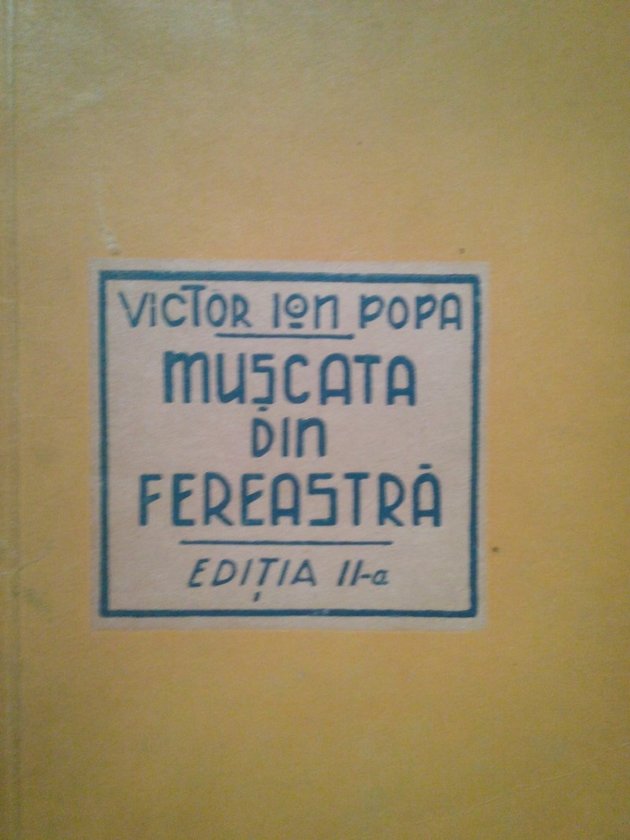 VICTOR ION POPA
MUȘCATA
DIN
FEREASTRĂ
EDIȚIA II-a